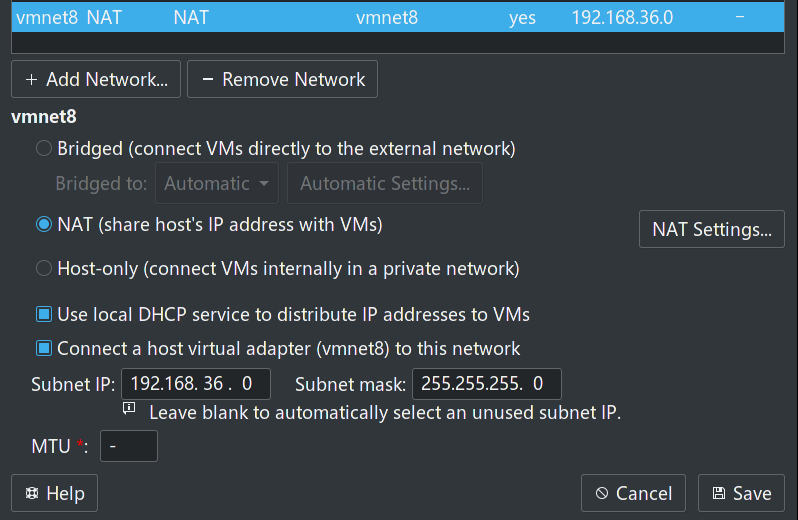 vmnet8 NAT NAT vmnet8 yes 192.168.36.0 –
+ Add Network... − Remove Network
vmnet8
Bridged (connect VMs directly to the external network)
Bridged to: Automatic Automatic Settings...
NAT (share host's IP address with VMs)
NAT Settings...
Host-only (connect VMs internally in a private network)
Use local DHCP service to distribute IP addresses to VMs
Connect a host virtual adapter (vmnet8) to this network
Subnet IP: 192.168. 36 . 0 Subnet mask: 255.255.255. 0
Leave blank to automatically select an unused subnet IP.
MTU *: -
Help Cancel Save